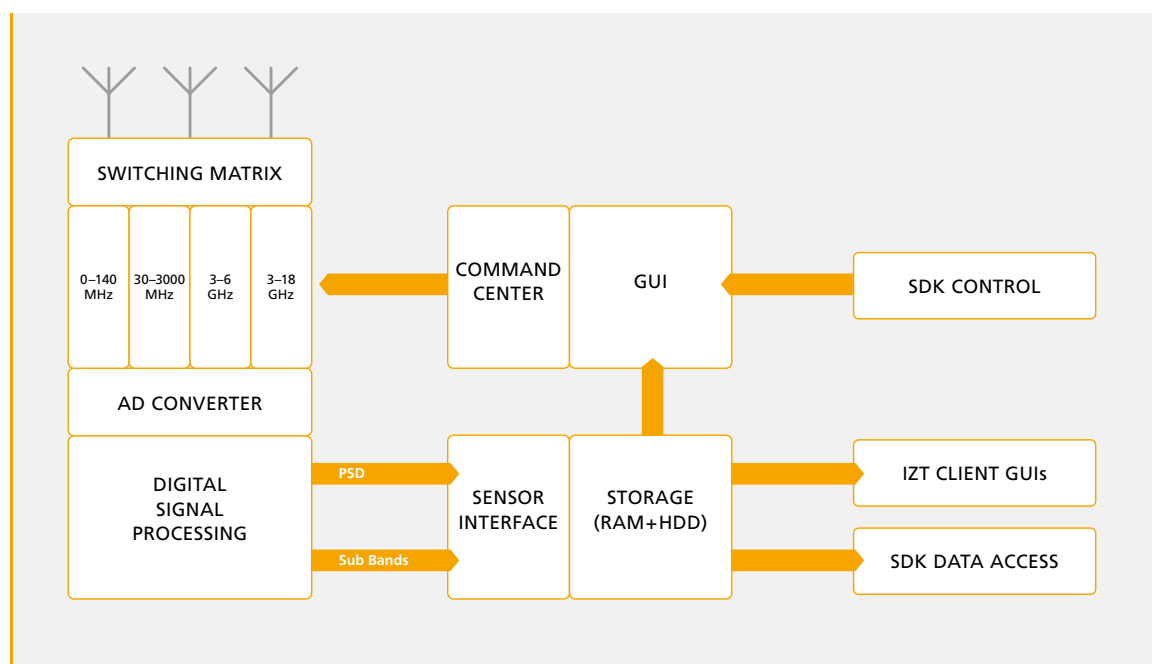 SWITCHING MATRIX
0–140
MHz
30–3000
MHz
3–6
GHz
3–18
GHz
COMMAND
CENTER
GUI
SDK CONTROL
AD CONVERTER
DIGITAL
SIGNAL
PROCESSING
PSD
Sub Bands
SENSOR
INTERFACE
STORAGE
(RAM+HDD)
IZT CLIENT GUIs
SDK DATA ACCESS